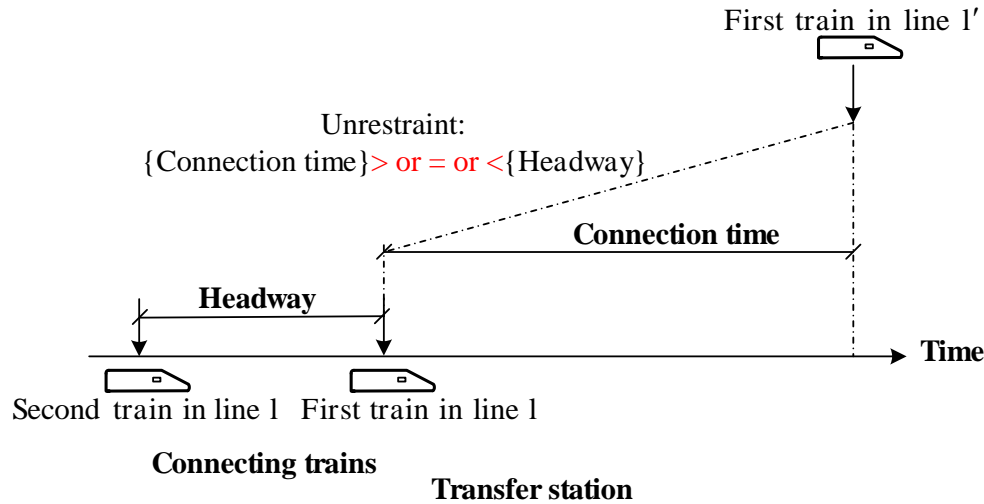 First train in line l′
Unrestraint:
{Connection time}> or = or <{Headway}
Connection time
Headway
Time
Second train in line l
First train in line l
Connecting trains
Transfer station